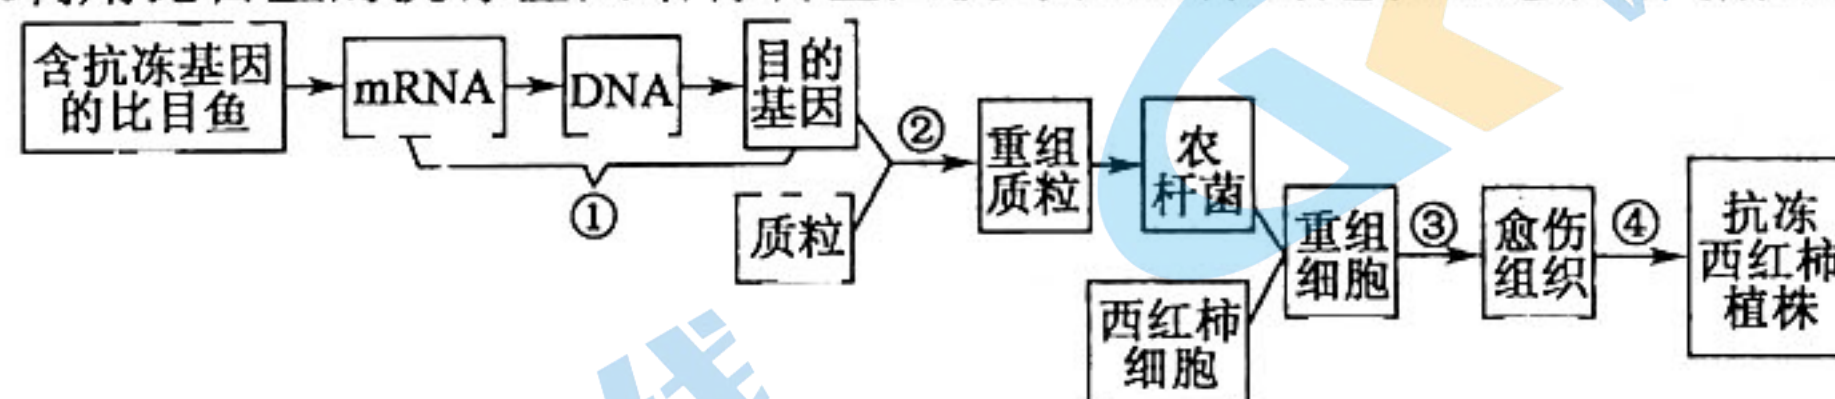 含抗冻基因
的比目鱼
mRNA
DNA
目的
基因
①
质粒
②
重组
质粒
农
杆菌
西红柿
细胞
重组
细胞
③
愈伤
组织
④
抗冻
西红柿
植株